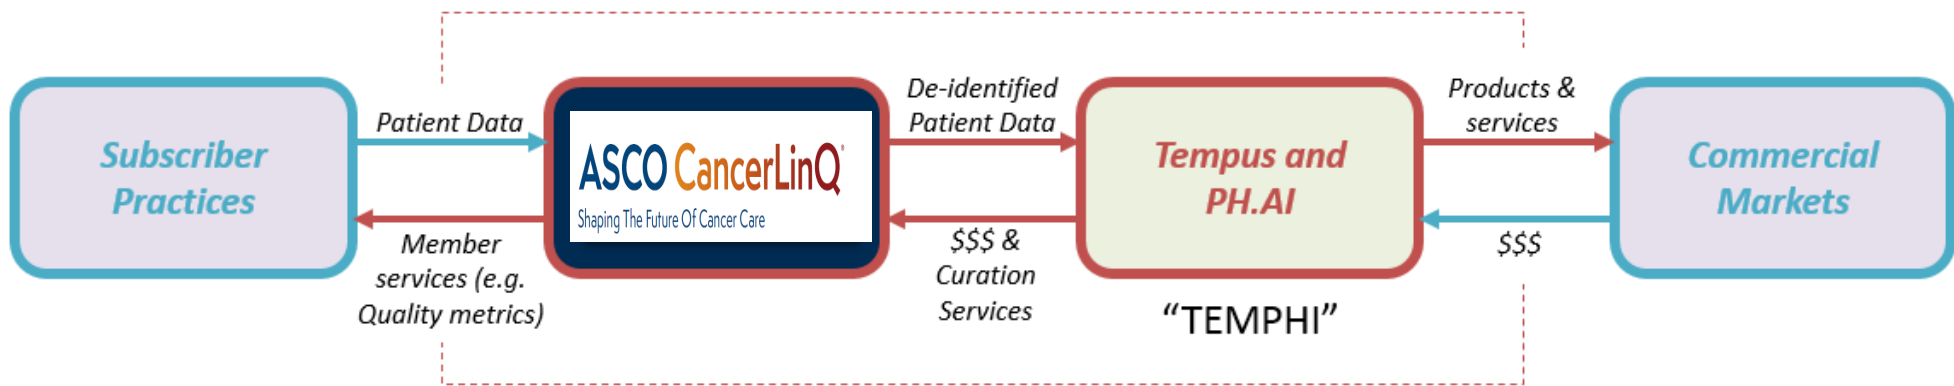 Subscriber
Practices
Patient Data
Member
services (e.g.
Quality metrics)
ASCO CancerLinQ®
Shaping The Future Of Cancer Care
De-identified
Patient Data
$$$ &
Curation
Services
Tempus and
PH.AI
“TEMPHI”
Products &
services
$$$
Commercial
Markets